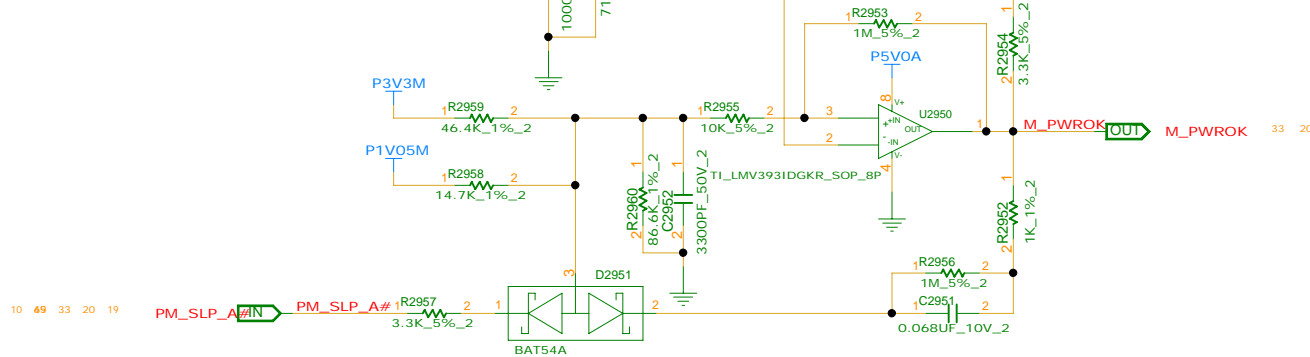 1000
71
1 R2953 2
1M_5%_2
1
R2954
3.3K_5%_2
2
P5V0A
P3V3M
1 R2959 2
46.4K_1%_2
1 R2955 2
10K_5%_2
3
2
8
V+
+ +IN
- -IN
OUT
V-
4
U2950
1
M_PWROK
OUT
M_PWROK
33 20
P1V05M
1 R2958 2
14.7K_1%_2
1
R2960
86.6K_1%_2
2
1
C2952
3300PF_50V_2
2
TI_LMV393IDGKR_SOP_8P
1
R2952
1K_1%_2
2
1 R2956 2
1M_5%_2
1 C2951 2
0.068UF_10V_2
3
D2951
10 33 20 19
PM_SLP_A#
IN
PM_SLP_A#
1 R2957 2
3.3K_5%_2
1
2
BAT54A